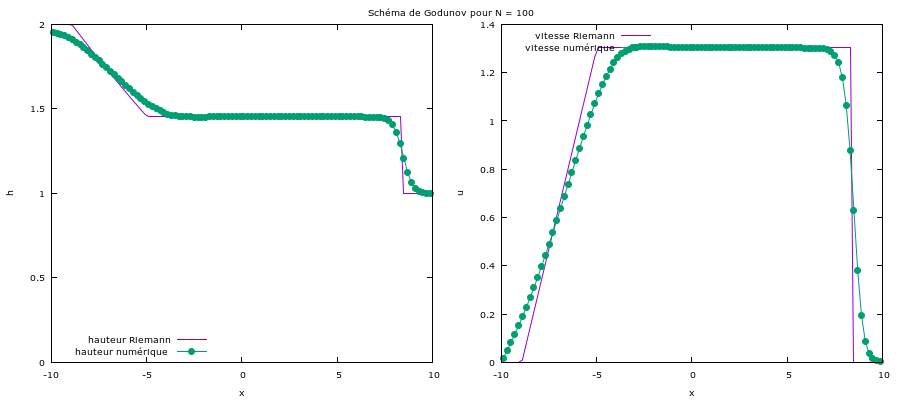 Schéma de Godunov pour N = 100
2
1.5
1
0.5
0
h
-10
-5
0
5
10
x
hauteur Riemann
hauteur numérique
1.4
1.2
1
0.8
0.6
0.4
0.2
0
u
-10
-5
0
5
10
x
vitesse Riemann
vitesse numérique